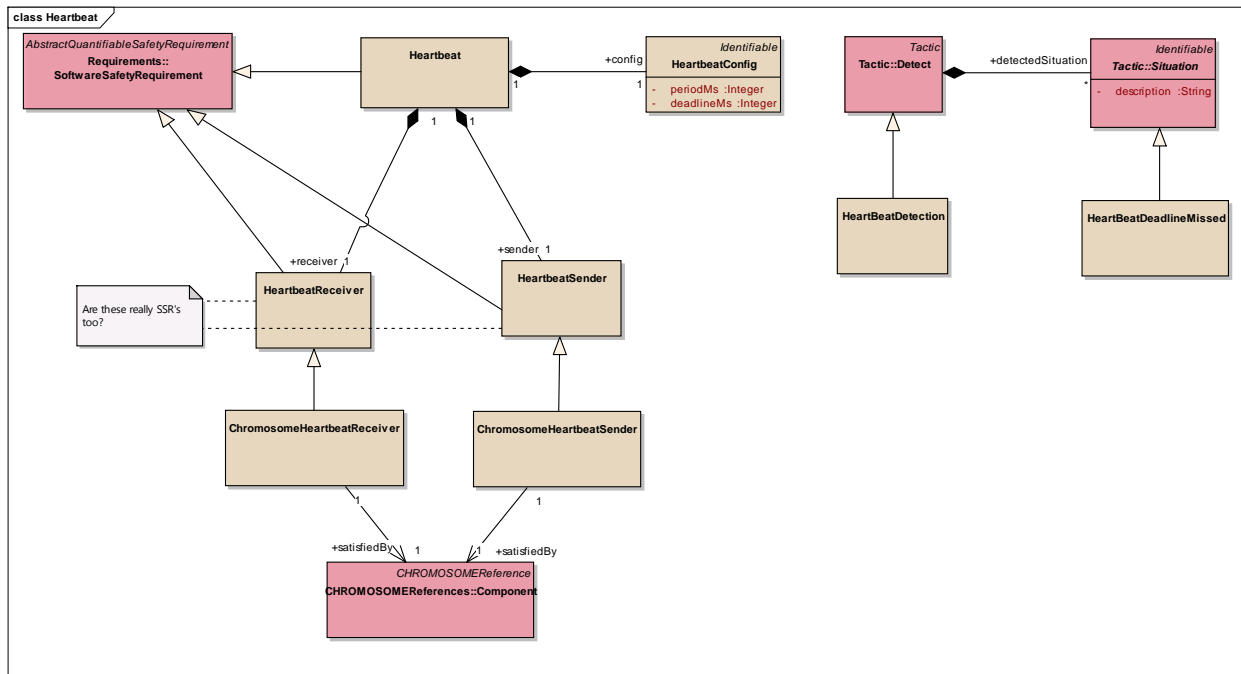 class Heartbeat
AbstractQuantifiableSafetyRequirement
Requirements::
SoftwareSafetyRequirement
Heartbeat
+config
1
1
Identifiable
HeartbeatConfig
- periodMs :Integer
- deadlineMs :Integer
Tactic
Tactic::Detect
+detectedSituation
*
Identifiable
Tactic::Situation
- description :String
1
1
HeartBeatDetection
HeartBeatDeadlineMissed
+receiver 1
+sender 1
HeartbeatReceiver
HeartbeatSender
Are these really SSR's
too?
ChromosomeHeartbeatReceiver
ChromosomeHeartbeatSender
1
1
+satisfiedBy
1
1
+satisfiedBy
CHROMOSOMEReference
CHROMOSOMEReferences::Component